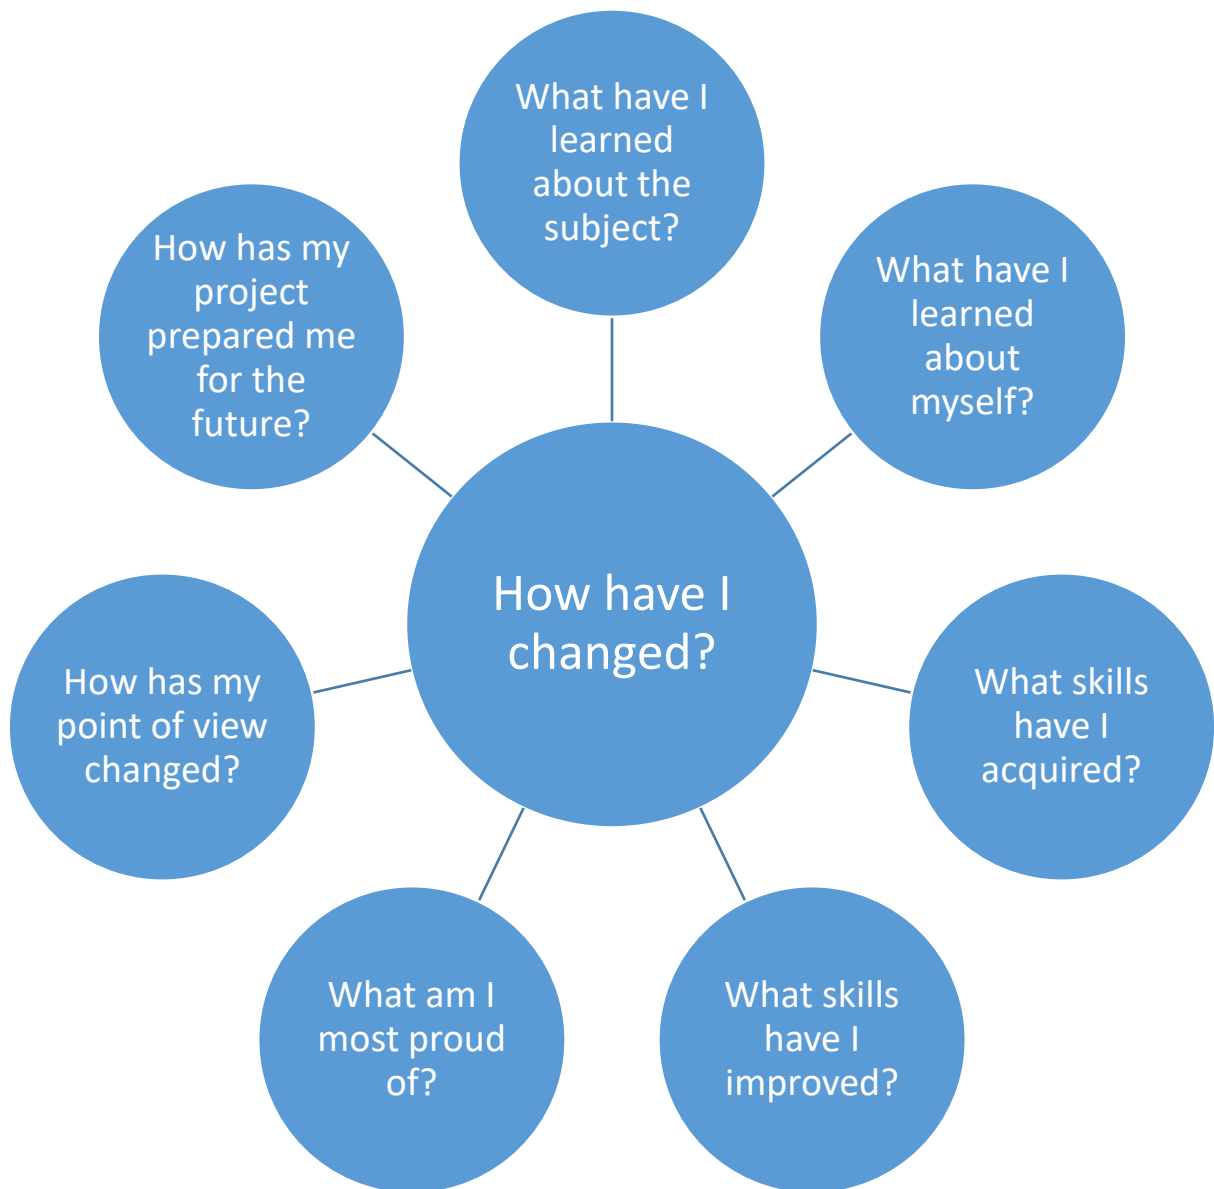 What have I
learned
about the
subject?
What have I
learned
about
myself?
What skills
have I
acquired?
What skills
have I
improved?
What am I
most proud
of?
How has my
point of view
changed?
How has my
project
prepared me
for the
future?
How have I
changed?